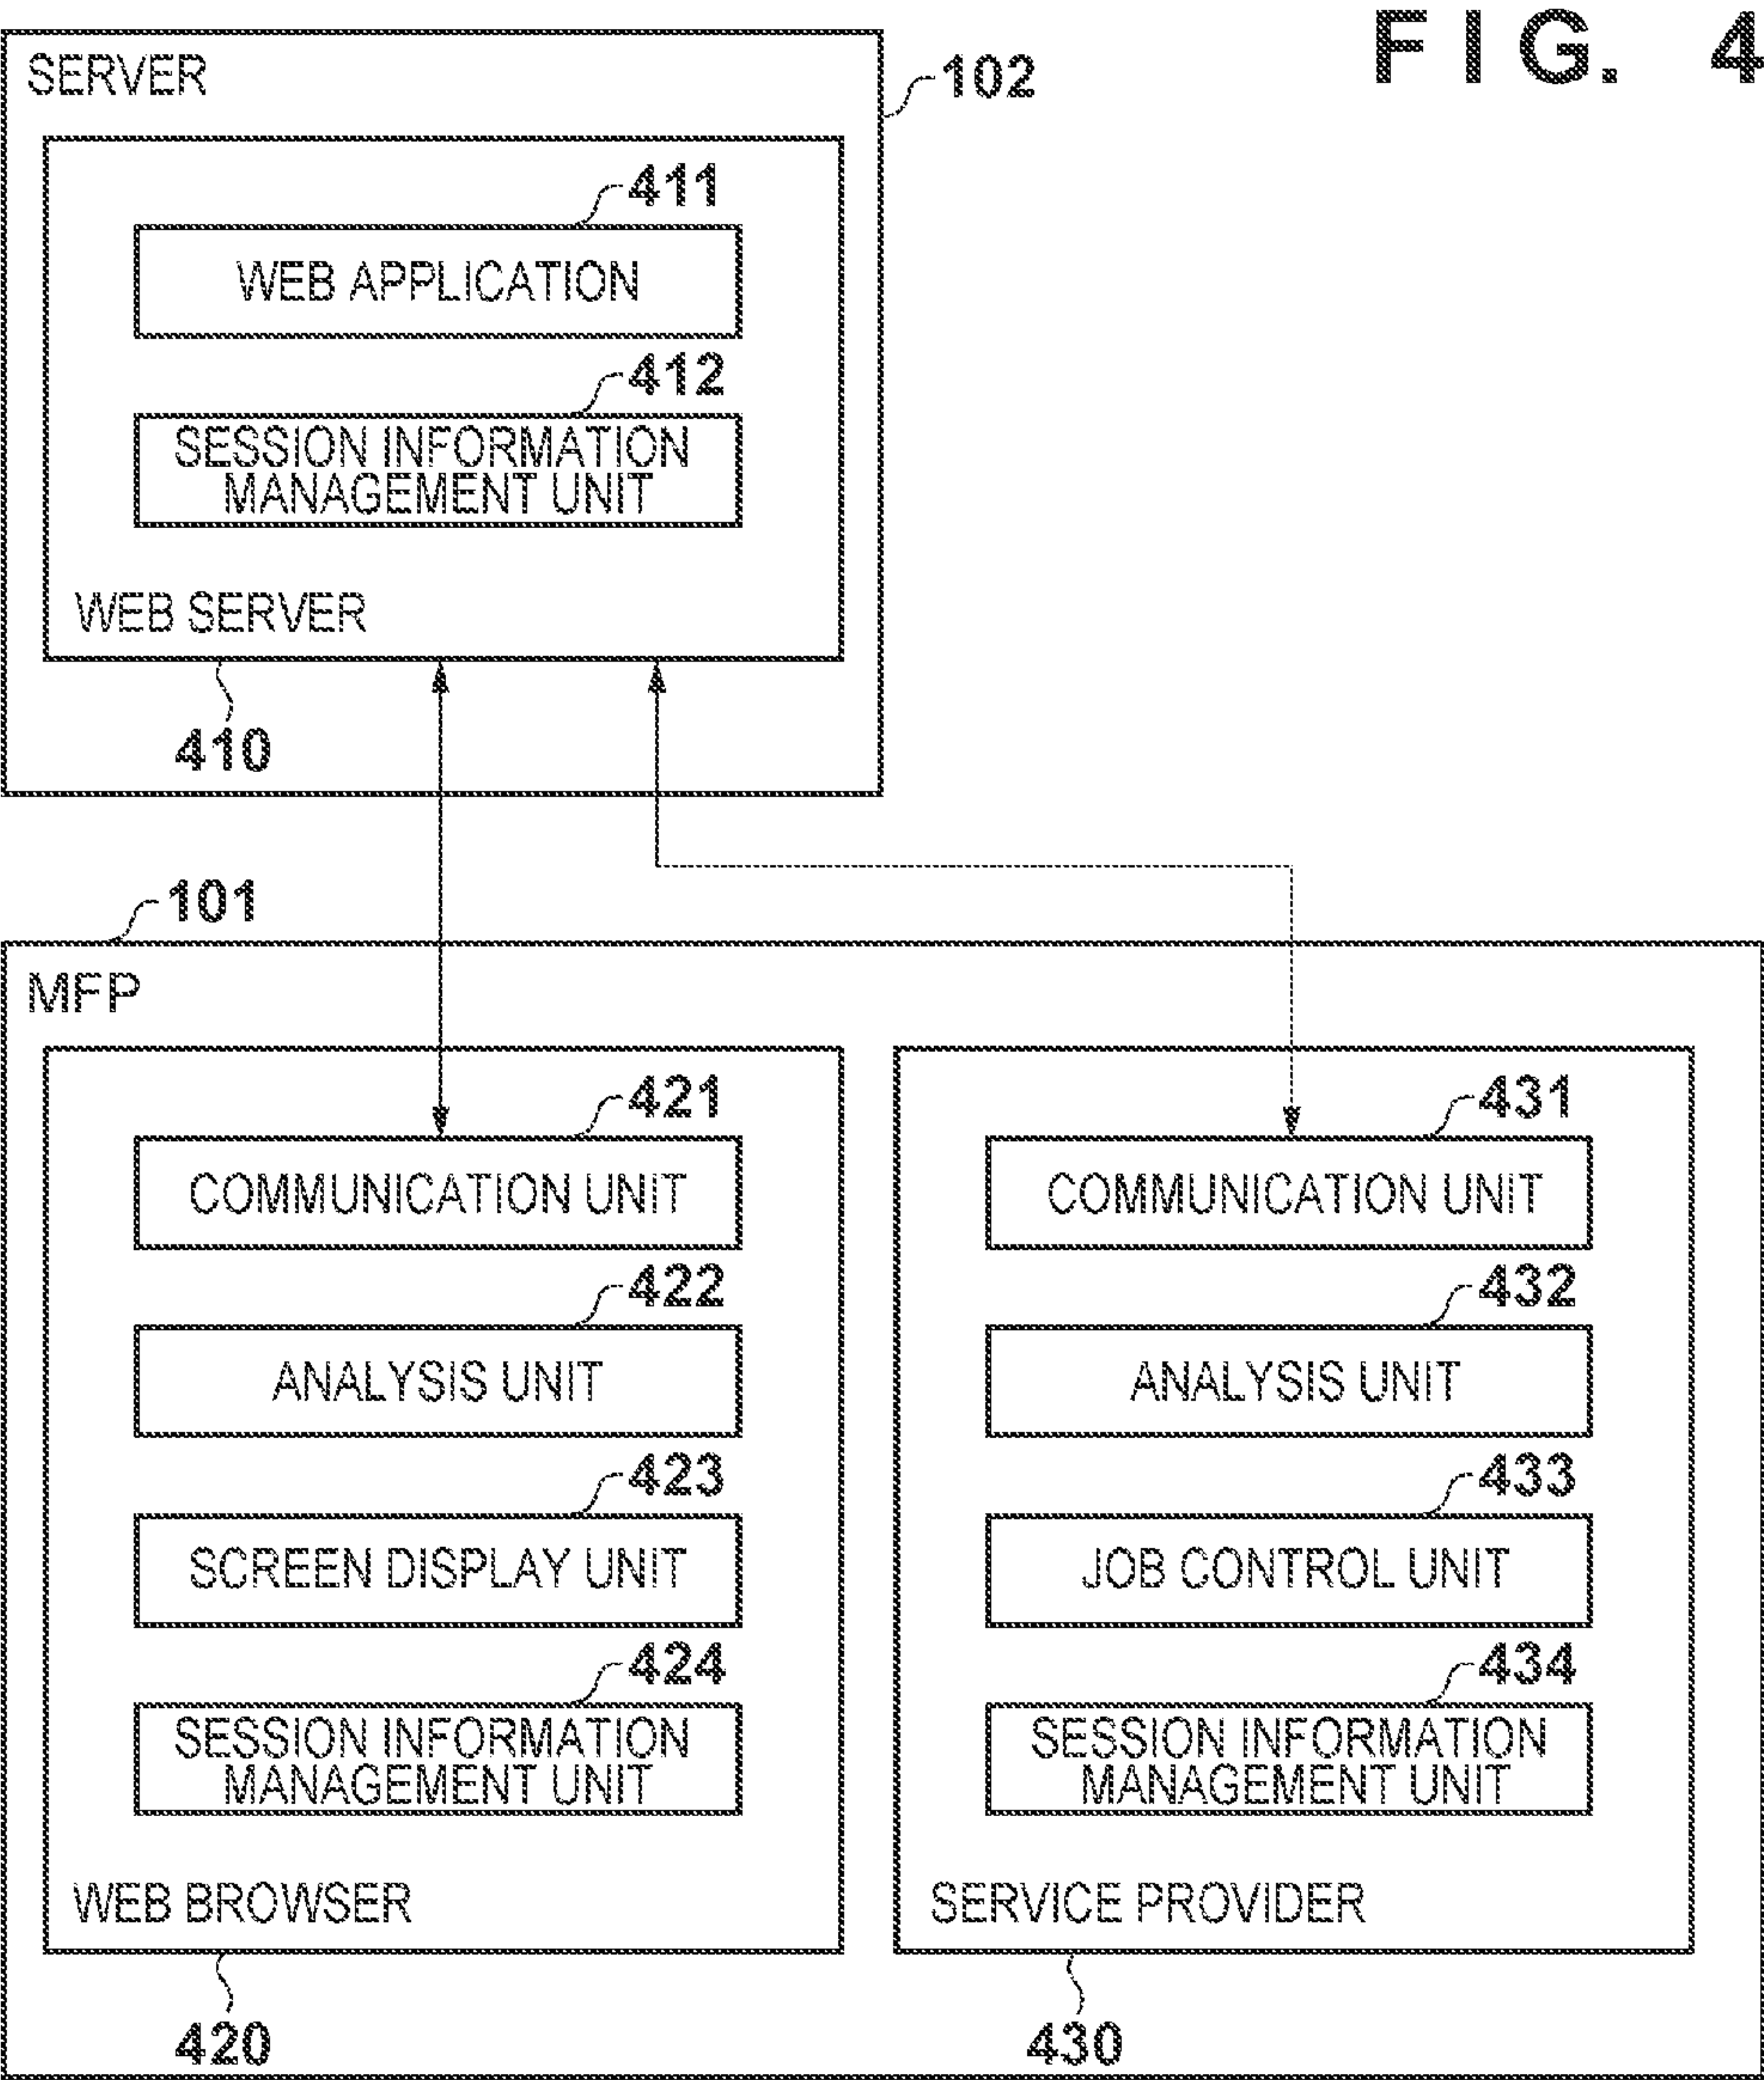 FIG. 4
SERVER
102
411
WEB APPLICATION
412
SESSION INFORMATION
MANAGEMENT UNIT
WEB SERVER
410
101
MFP
421
COMMUNICATION UNIT
422
ANALYSIS UNIT
423
SCREEN DISPLAY UNIT
424
SESSION INFORMATION
MANAGEMENT UNIT
WEB BROWSER
420
431
COMMUNICATION UNIT
432
ANALYSIS UNIT
433
JOB CONTROL UNIT
434
SESSION INFORMATION
MANAGEMENT UNIT
SERVICE PROVIDER
430